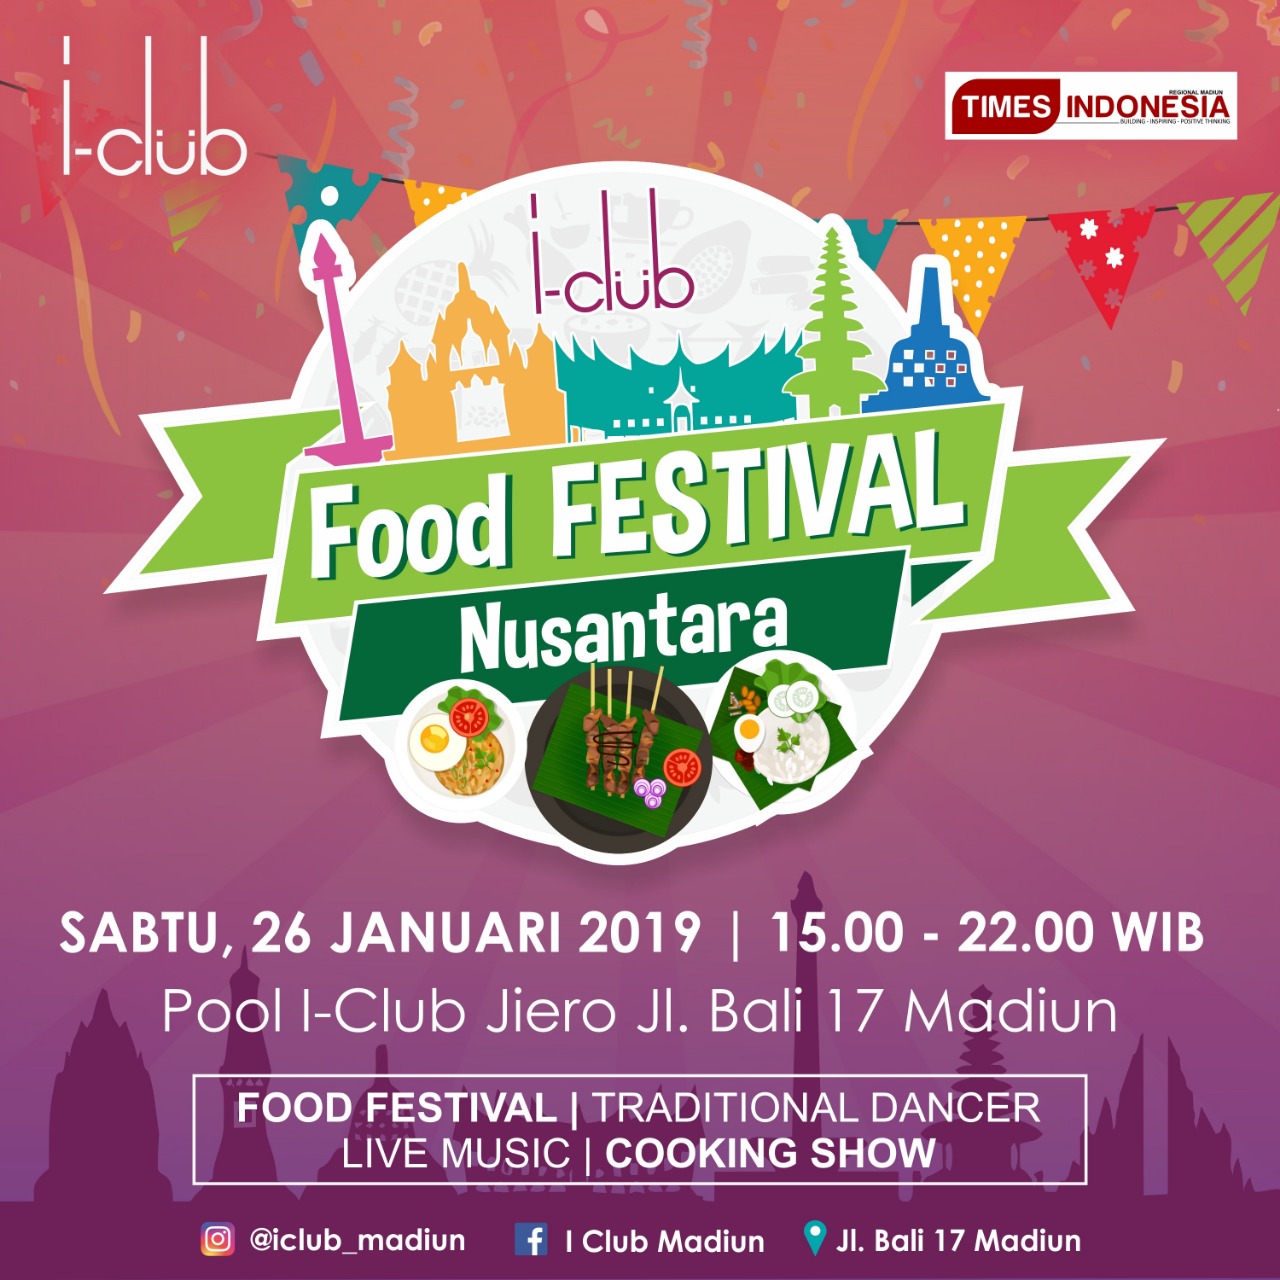 i-club
REGIONAL MADIUN
TIMES INDONESIA
BUILDING - INSPIRING - POSITIVE THINKING
i-club
Food FESTIVAL
Nusantara
SABTU, 26 JANUARI 2019 | 15.00 - 22.00 WIB
Pool I-Club Jiero Jl. Bali 17 Madiun
FOOD FESTIVAL | TRADITIONAL DANCER
LIVE MUSIC | COOKING SHOW
@iclub_madiun I Club Madiun Jl. Bali 17 Madiun